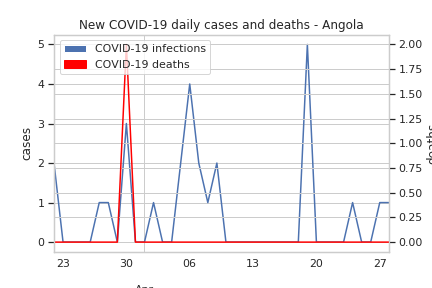 New COVID-19 daily cases and deaths - Angola
COVID-19 infections
COVID-19 deaths
cases
5
4
3
2
1
0
2.00
1.75
1.50
1.25
1.00
0.75
0.50
0.25
0.00
deaths
23 30 06 13 20 27
Apr